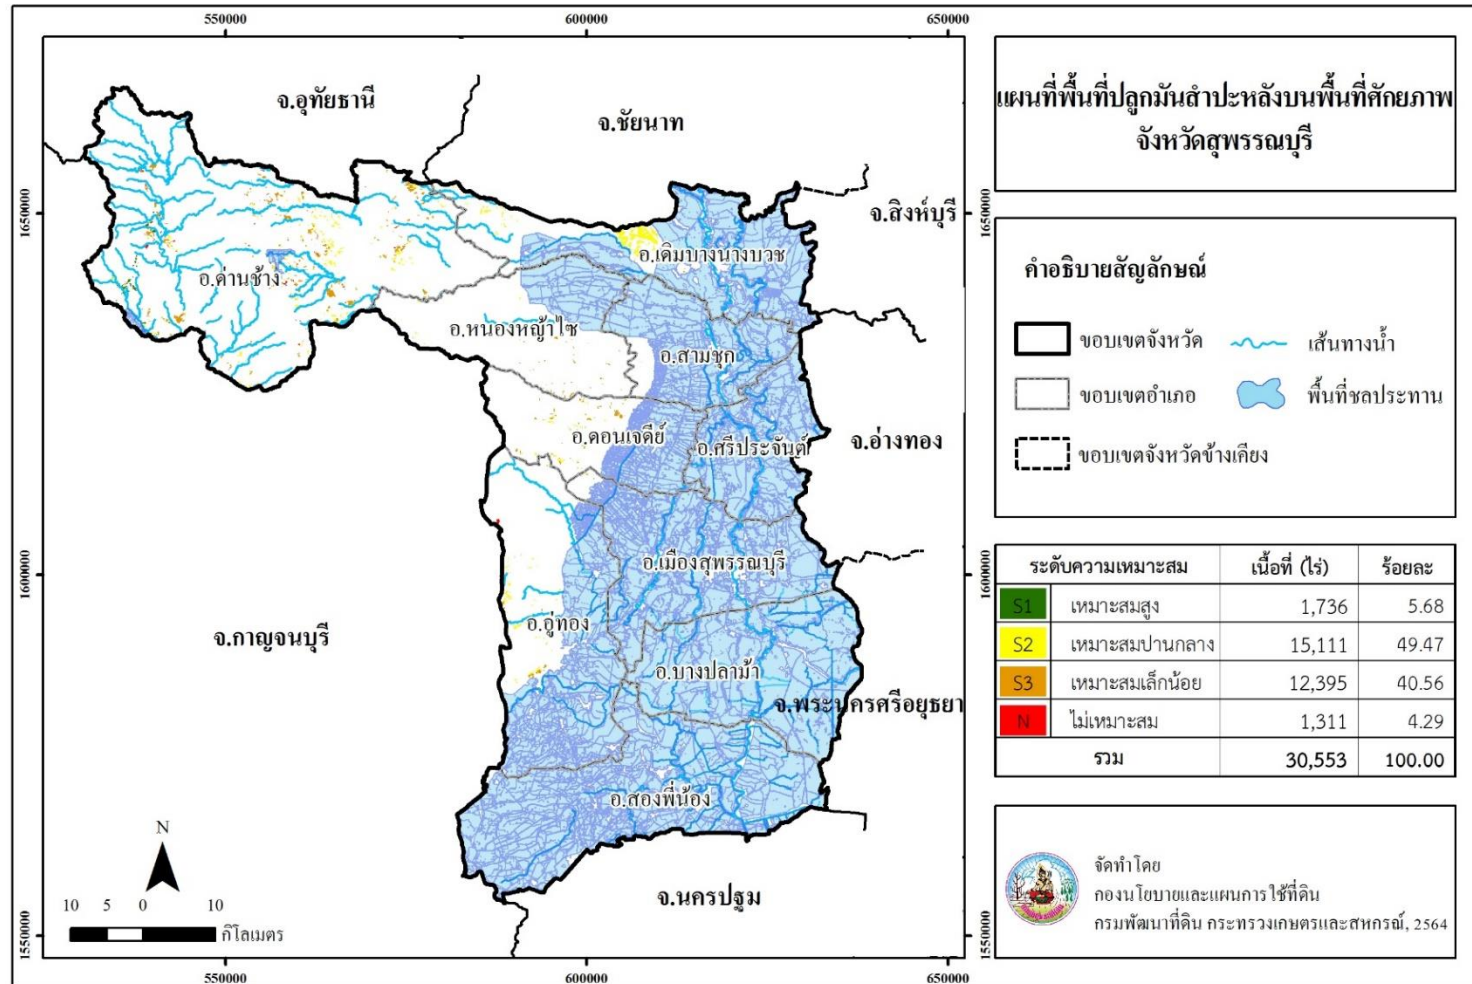 550000
600000
650000
จ.อุทัยธานี
จ.ชัยนาท
จ.สิงห์บุรี
1650000
1650000
อ.เดิมบางนางบวช
อ.ด่านช้าง
อ.หนองหญ้าไซ
อ.สามชุก
อ.ดอนเจดีย์
อ.ศรีประจันต์
จ.อ่างทอง
1600000
1600000
อ.เมืองสุพรรณบุรี
จ.กาญจนบุรี
อ.อู่ทอง
อ.บางปลาม้า
จ.พระนครศรีอยุธยา
อ.สองพี่น้อง
จ.นครปฐม
N
10 5 0 10
กิโลเมตร
1550000
1550000
550000
600000
650000
แผนที่พื้นที่ปลูกมันสำปะหลังบนพื้นที่ศักยภาพ
จังหวัดสุพรรณบุรี
คำอธิบายสัญลักษณ์
ขอบเขตจังหวัด เส้นทางน้ำ
ขอบเขตอำเภอ พื้นที่ชลประทาน
ขอบเขตจังหวัดข้างเคียง
ระดับความเหมาะสม เนื้อที่ (ไร่) ร้อยละ
S1 เหมาะสมสูง 1,736 5.68
S2 เหมาะสมปานกลาง 15,111 49.47
S3 เหมาะสมเล็กน้อย 12,395 40.56
N ไม่เหมาะสม 1,311 4.29
รวม 30,553 100.00
จัดทำโดย
กองนโยบายและแผนการใช้ที่ดิน
กรมพัฒนาที่ดิน กระทรวงเกษตรและสหกรณ์, 2564